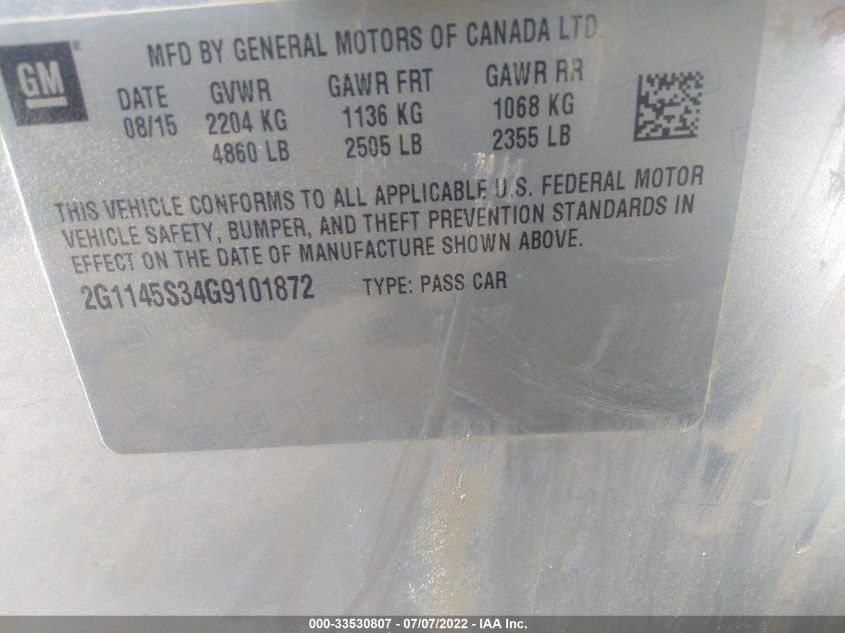 MFD BY GENERAL MOTORS OF CANADA LTD.
GM®
DATE GVWR GAWR FRT GAWR RR
08/15 2204 KG 1136 KG 1068 KG
4860 LB 2505 LB 2355 LB
THIS VEHICLE CONFORMS TO ALL APPLICABLE U.S. FEDERAL MOTOR
VEHICLE SAFETY, BUMPER, AND THEFT PREVENTION STANDARDS IN
EFFECT ON THE DATE OF MANUFACTURE SHOWN ABOVE.
2G1145S34G9101872 TYPE: PASS CAR
000-33530807 - 07/07/2022 - IAA Inc.